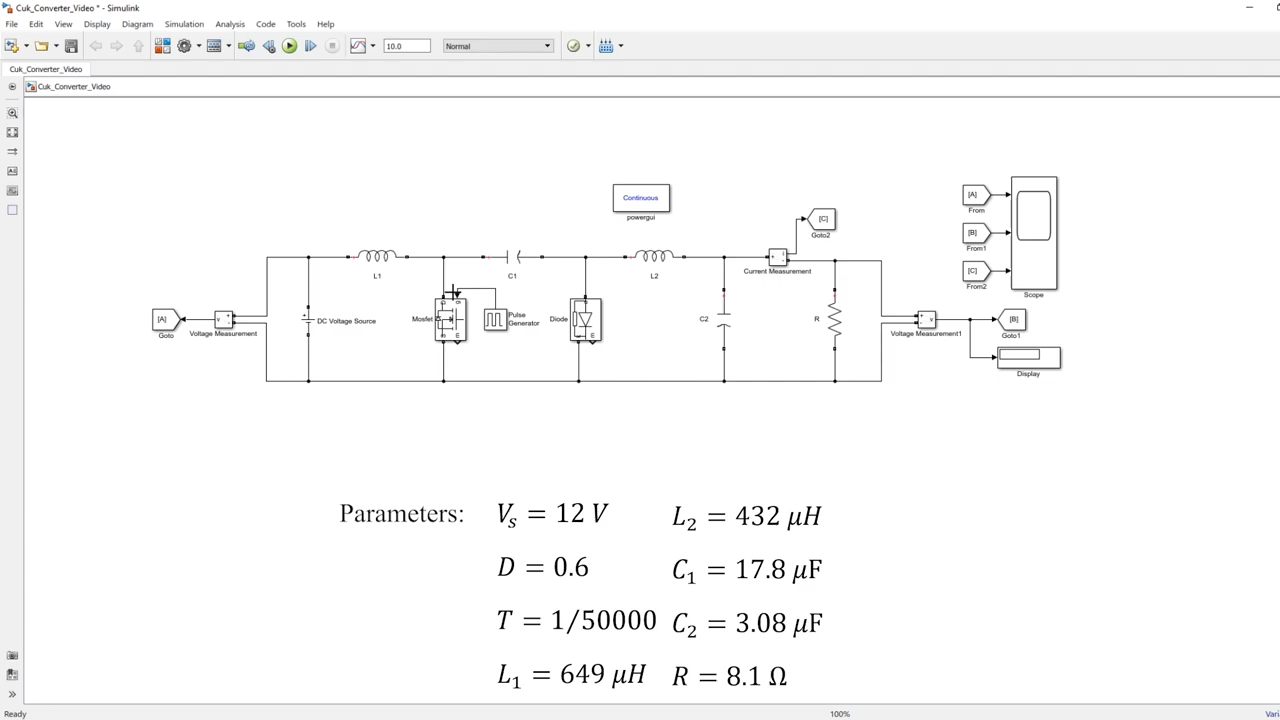 Cuk_Converter_Video * - Simulink
File Edit View Display Diagram Simulation Analysis Code Tools Help
10.0 Normal
Cuk_Converter_Video
Cuk_Converter_Video
Continuous
powergui
[C]
Goto2
[A]
From
[B]
From1
[C]
From2
Scope
L1
C1
L2
Current Measurement
[A]
Goto
Voltage Measurement
DC Voltage Source
Mosfet
Pulse
Generator
Diode
C2
R
Voltage Measurement1
[B]
Goto1
Display
Parameters:
V_s = 12 V
D = 0.6
T = 1/50000
L_1 = 649 μH
L_2 = 432 μH
C_1 = 17.8 μF
C_2 = 3.08 μF
R = 8.1 Ω
Ready 100% Vari